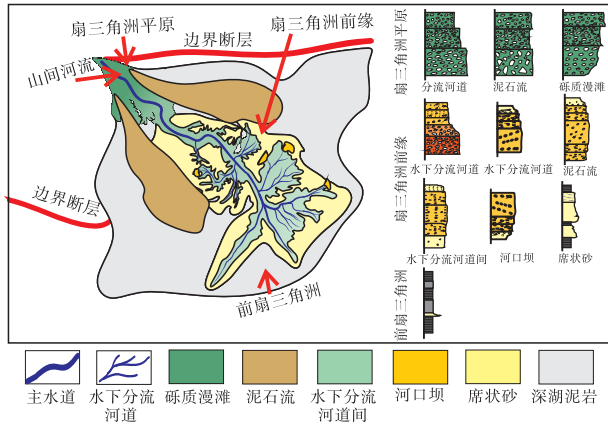 扇三角洲平原
边界断层
扇三角洲前缘
山间河流
边界断层
前扇三角洲
扇三角洲平原
分流河道
泥石流
砾质漫滩
扇三角洲前缘
水下分流河道
水下分流河道
泥石流
水下分流河道间
河口坝
席状砂
前扇三角洲
主水道
水下分流
河道
砾质漫滩
泥石流
水下分流
河道间
河口坝
席状砂
深湖泥岩